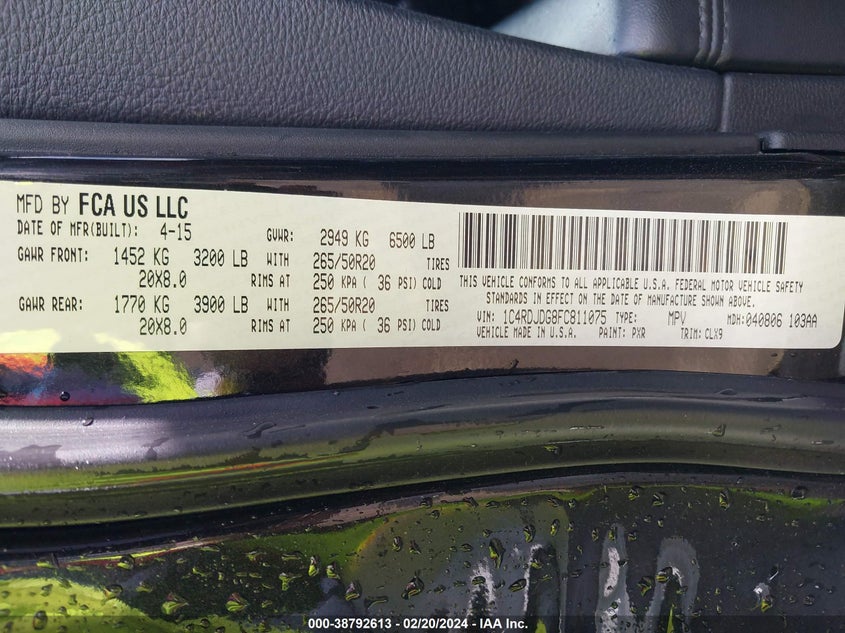 MFD BY FCA US LLC
DATE OF MFR(BUILT): 4-15 GVWR: 2949 KG 6500 LB
GAWR FRONT: 1452 KG 3200 LB WITH 265/50R20 TIRES
20X8.0 RIMS AT 250 KPA ( 36 PSI) COLD
GAWR REAR: 1770 KG 3900 LB WITH 265/50R20 TIRES
20X8.0 RIMS AT 250 KPA ( 36 PSI) COLD
THIS VEHICLE CONFORMS TO ALL APPLICABLE U.S.A. FEDERAL MOTOR VEHICLE SAFETY
STANDARDS IN EFFECT ON THE DATE OF MANUFACTURE SHOWN ABOVE.
VIN: 1C4RDJDG8FC811075 TYPE: MPV MDH: 040806 103AA
VEHICLE MADE IN U.S.A. PAINT: PXR TRIM: CLX9
000-38792613 - 02/20/2024 - IAA Inc.